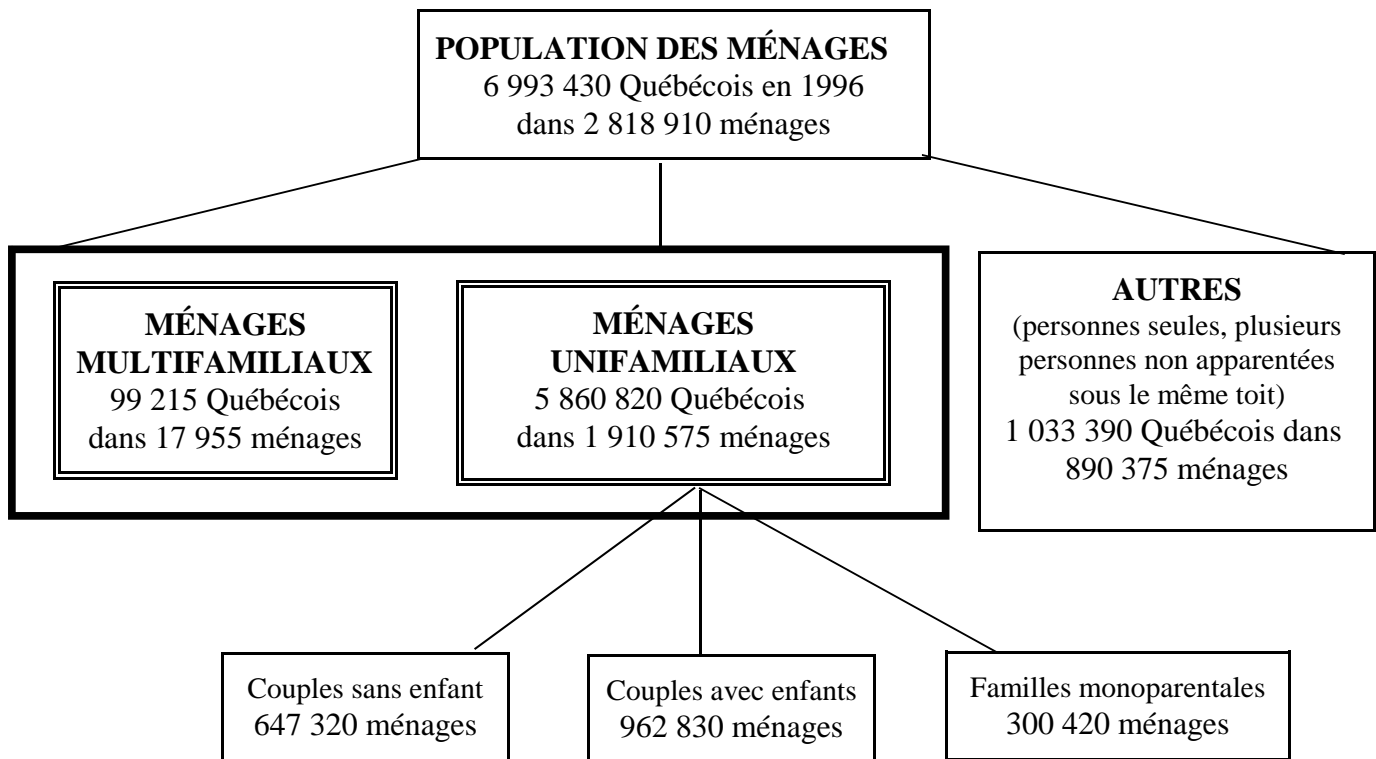 POPULATION DES MÉNAGES
6 993 430 Québécois en 1996
dans 2 818 910 ménages
MÉNAGES
MULTIFAMILIAUX
99 215 Québécois
dans 17 955 ménages
MÉNAGES
UNIFAMILIAUX
5 860 820 Québécois
dans 1 910 575 ménages
AUTRES
(personnes seules, plusieurs
personnes non apparentées
sous le même toit)
1 033 390 Québécois dans
890 375 ménages
Couples sans enfant
647 320 ménages
Couples avec enfants
962 830 ménages
Familles monoparentales
300 420 ménages